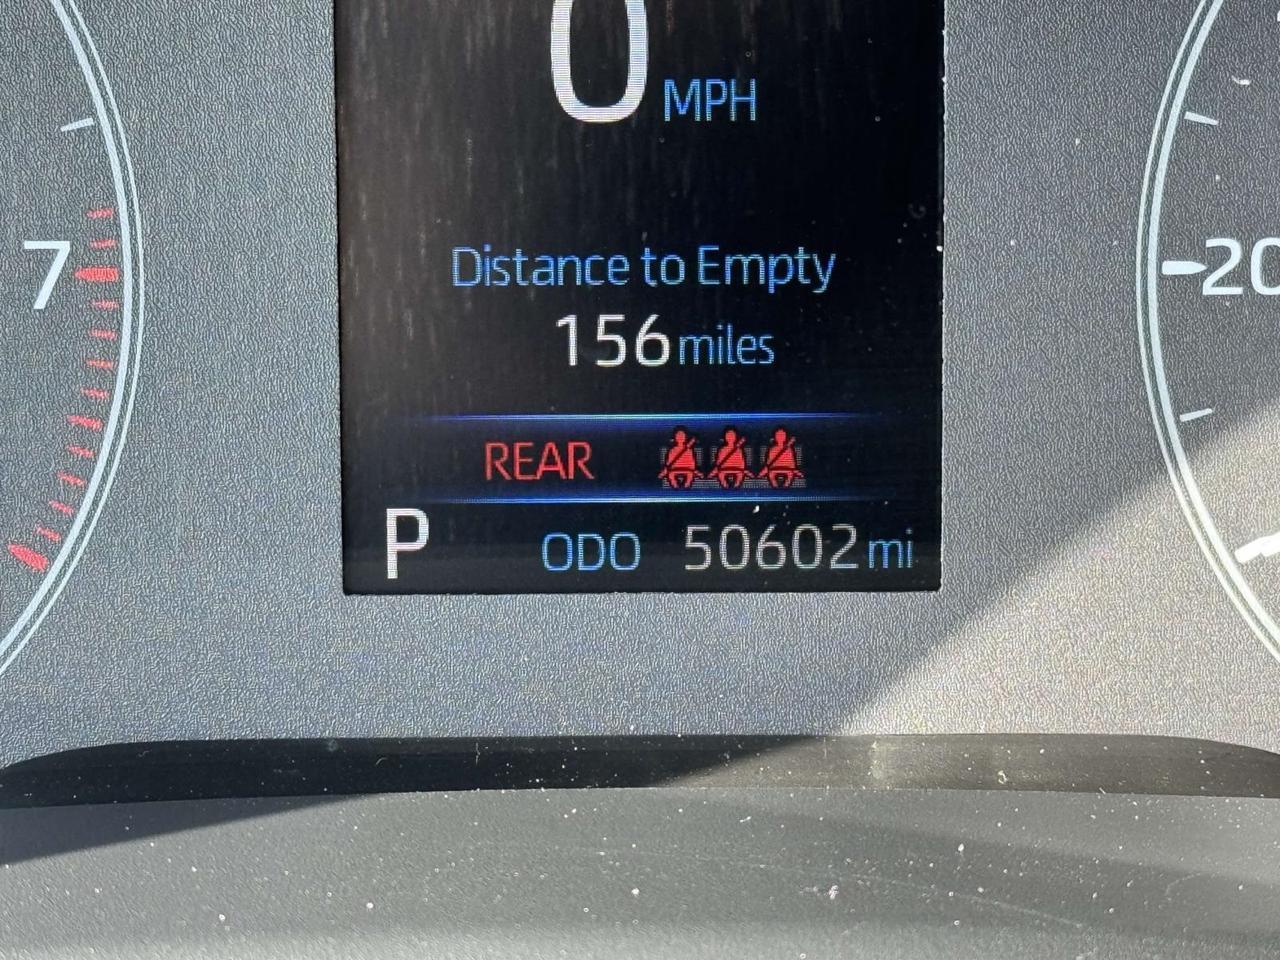 0 MPH
7
-20
Distance to Empty
156 miles
REAR
P ODO 50602 mi